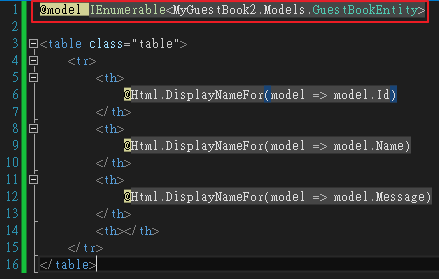 1 @model IEnumerable<MyGuestBook2.Models.GuestBookEntity>
2
3 <table class="table">
4 <tr>
5 <th>
6 @Html.DisplayNameFor(model => model.Id)
7 </th>
8 <th>
9 @Html.DisplayNameFor(model => model.Name)
10 </th>
11 <th>
12 @Html.DisplayNameFor(model => model.Message)
13 </th>
14 <th></th>
15 </tr>
16 </table>